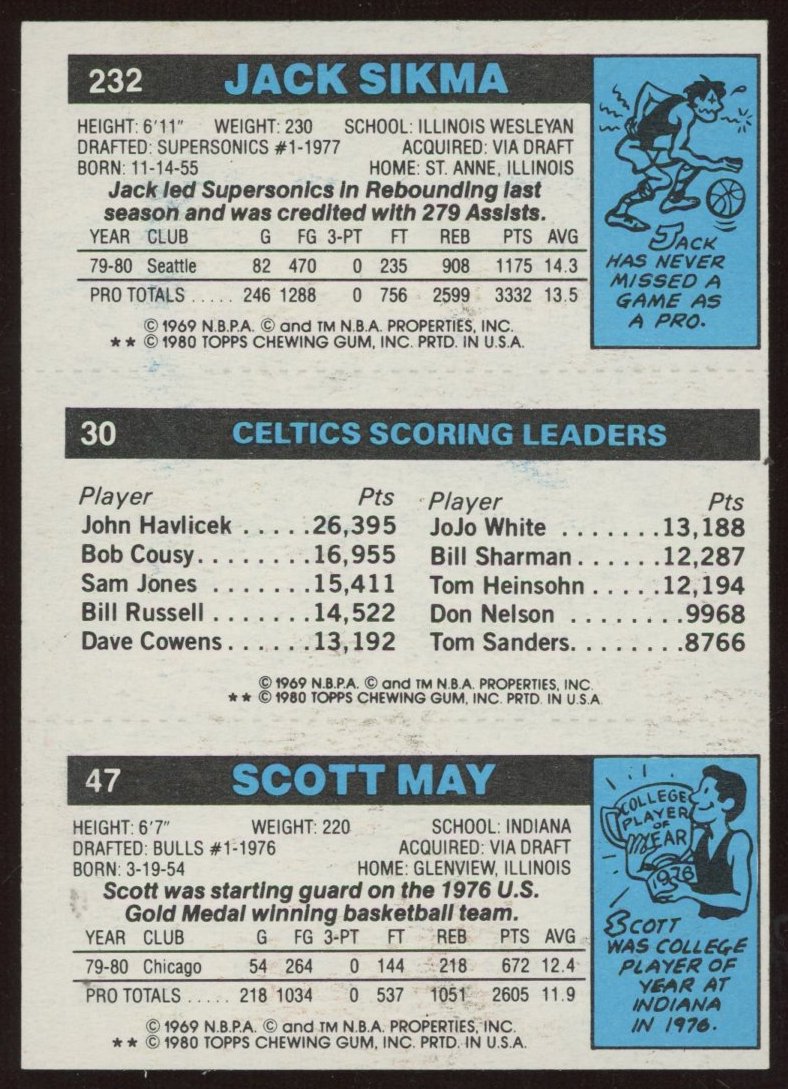 232 JACK SIKMA
HEIGHT: 6'11" WEIGHT: 230 SCHOOL: ILLINOIS WESLEYAN
DRAFTED: SUPERSONICS #1-1977 ACQUIRED: VIA DRAFT
BORN: 11-14-55 HOME: ST. ANNE, ILLINOIS
Jack led Supersonics in Rebounding last
season and was credited with 279 Assists.
YEAR CLUB G FG 3-PT FT REB PTS AVG
79-80 Seattle 82 470 0 235 908 1175 14.3
PRO TOTALS ..... 246 1288 0 756 2599 3332 13.5
© 1969 N.B.P.A. © and TM N.B.A. PROPERTIES, INC.
** © 1980 TOPPS CHEWING GUM, INC. PRTD. IN U.S.A.
JACK
HAS NEVER
MISSED A
GAME AS
A PRO.
30 CELTICS SCORING LEADERS
Player Pts Player Pts
John Havlicek .....26,395 JoJo White .......13,188
Bob Cousy........16,955 Bill Sharman......12,287
Sam Jones .......15,411 Tom Heinsohn.....12,194
Bill Russell .......14,522 Don Nelson ........9968
Dave Cowens......13,192 Tom Sanders........8766
© 1969 N.B.P.A. © and TM N.B.A. PROPERTIES, INC.
** © 1980 TOPPS CHEWING GUM, INC. PRTD. IN U.S.A.
47 SCOTT MAY
HEIGHT: 6'7" WEIGHT: 220 SCHOOL: INDIANA
DRAFTED: BULLS #1-1976 ACQUIRED: VIA DRAFT
BORN: 3-19-54 HOME: GLENVIEW, ILLINOIS
Scott was starting guard on the 1976 U.S.
Gold Medal winning basketball team.
YEAR CLUB G FG 3-PT FT REB PTS AVG
79-80 Chicago 54 264 0 144 218 672 12.4
PRO TOTALS ..... 218 1034 0 537 1051 2605 11.9
© 1969 N.B.P.A. © and TM N.B.A. PROPERTIES, INC.
** © 1980 TOPPS CHEWING GUM, INC. PRTD. IN U.S.A.
COLLEGE
PLAYER
OF
YEAR
1976
SCOTT
WAS COLLEGE
PLAYER OF
YEAR AT
INDIANA
IN 1976.